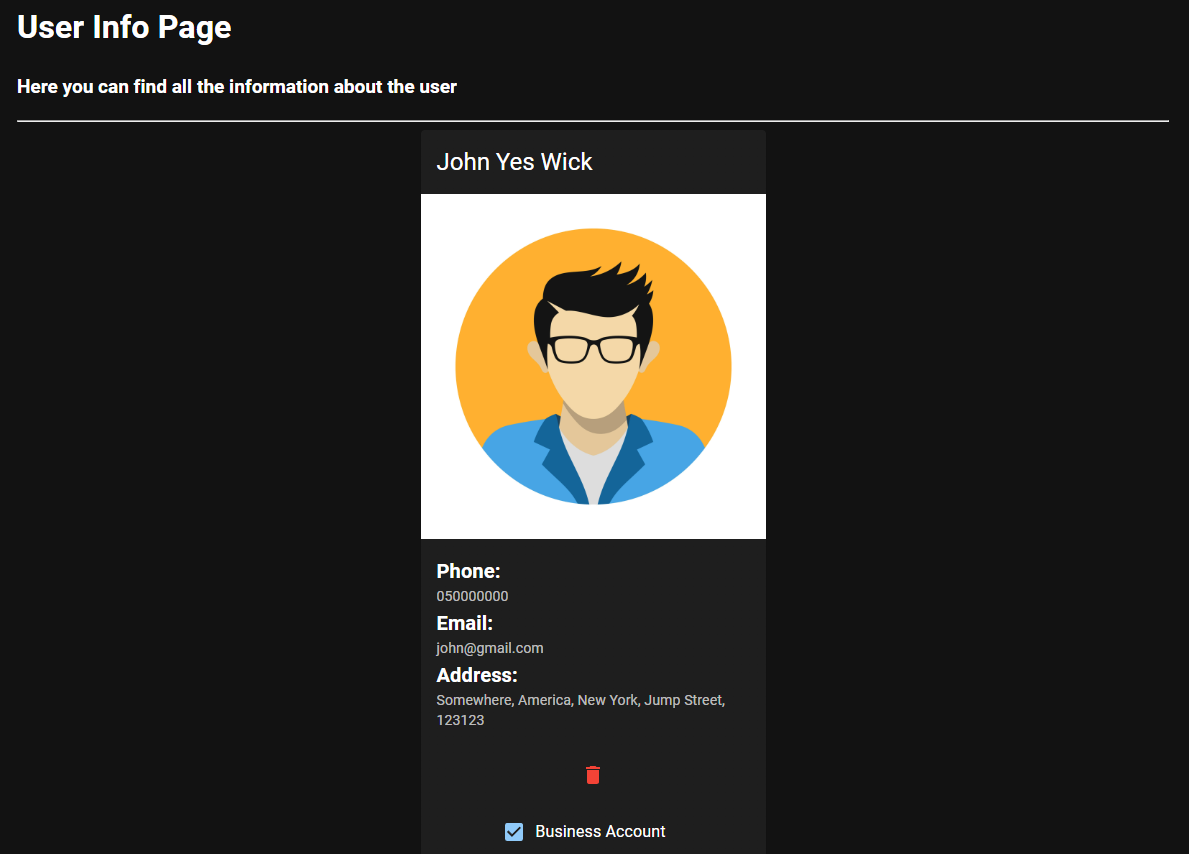 User Info Page
Here you can find all the information about the user
John Yes Wick
Phone:
050000000
Email:
john@gmail.com
Address:
Somewhere, America, New York, Jump Street,
123123
Business Account